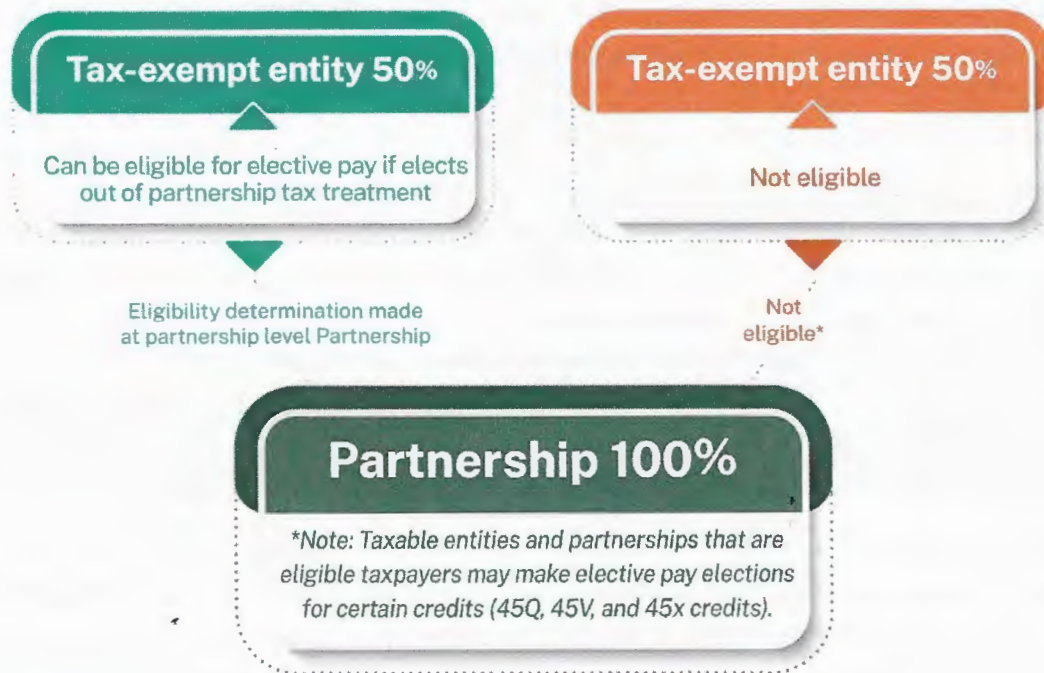 Tax-exempt entity 50%
Can be eligible for elective pay if elects
out of partnership tax treatment
Eligibility determination made
at partnership level Partnership
Tax-exempt entity 50%
Not eligible
Not
eligible*
Partnership 100%
*Note: Taxable entities and partnerships that are
eligible taxpayers may make elective pay elections
for certain credits (45Q, 45V, and 45x credits).